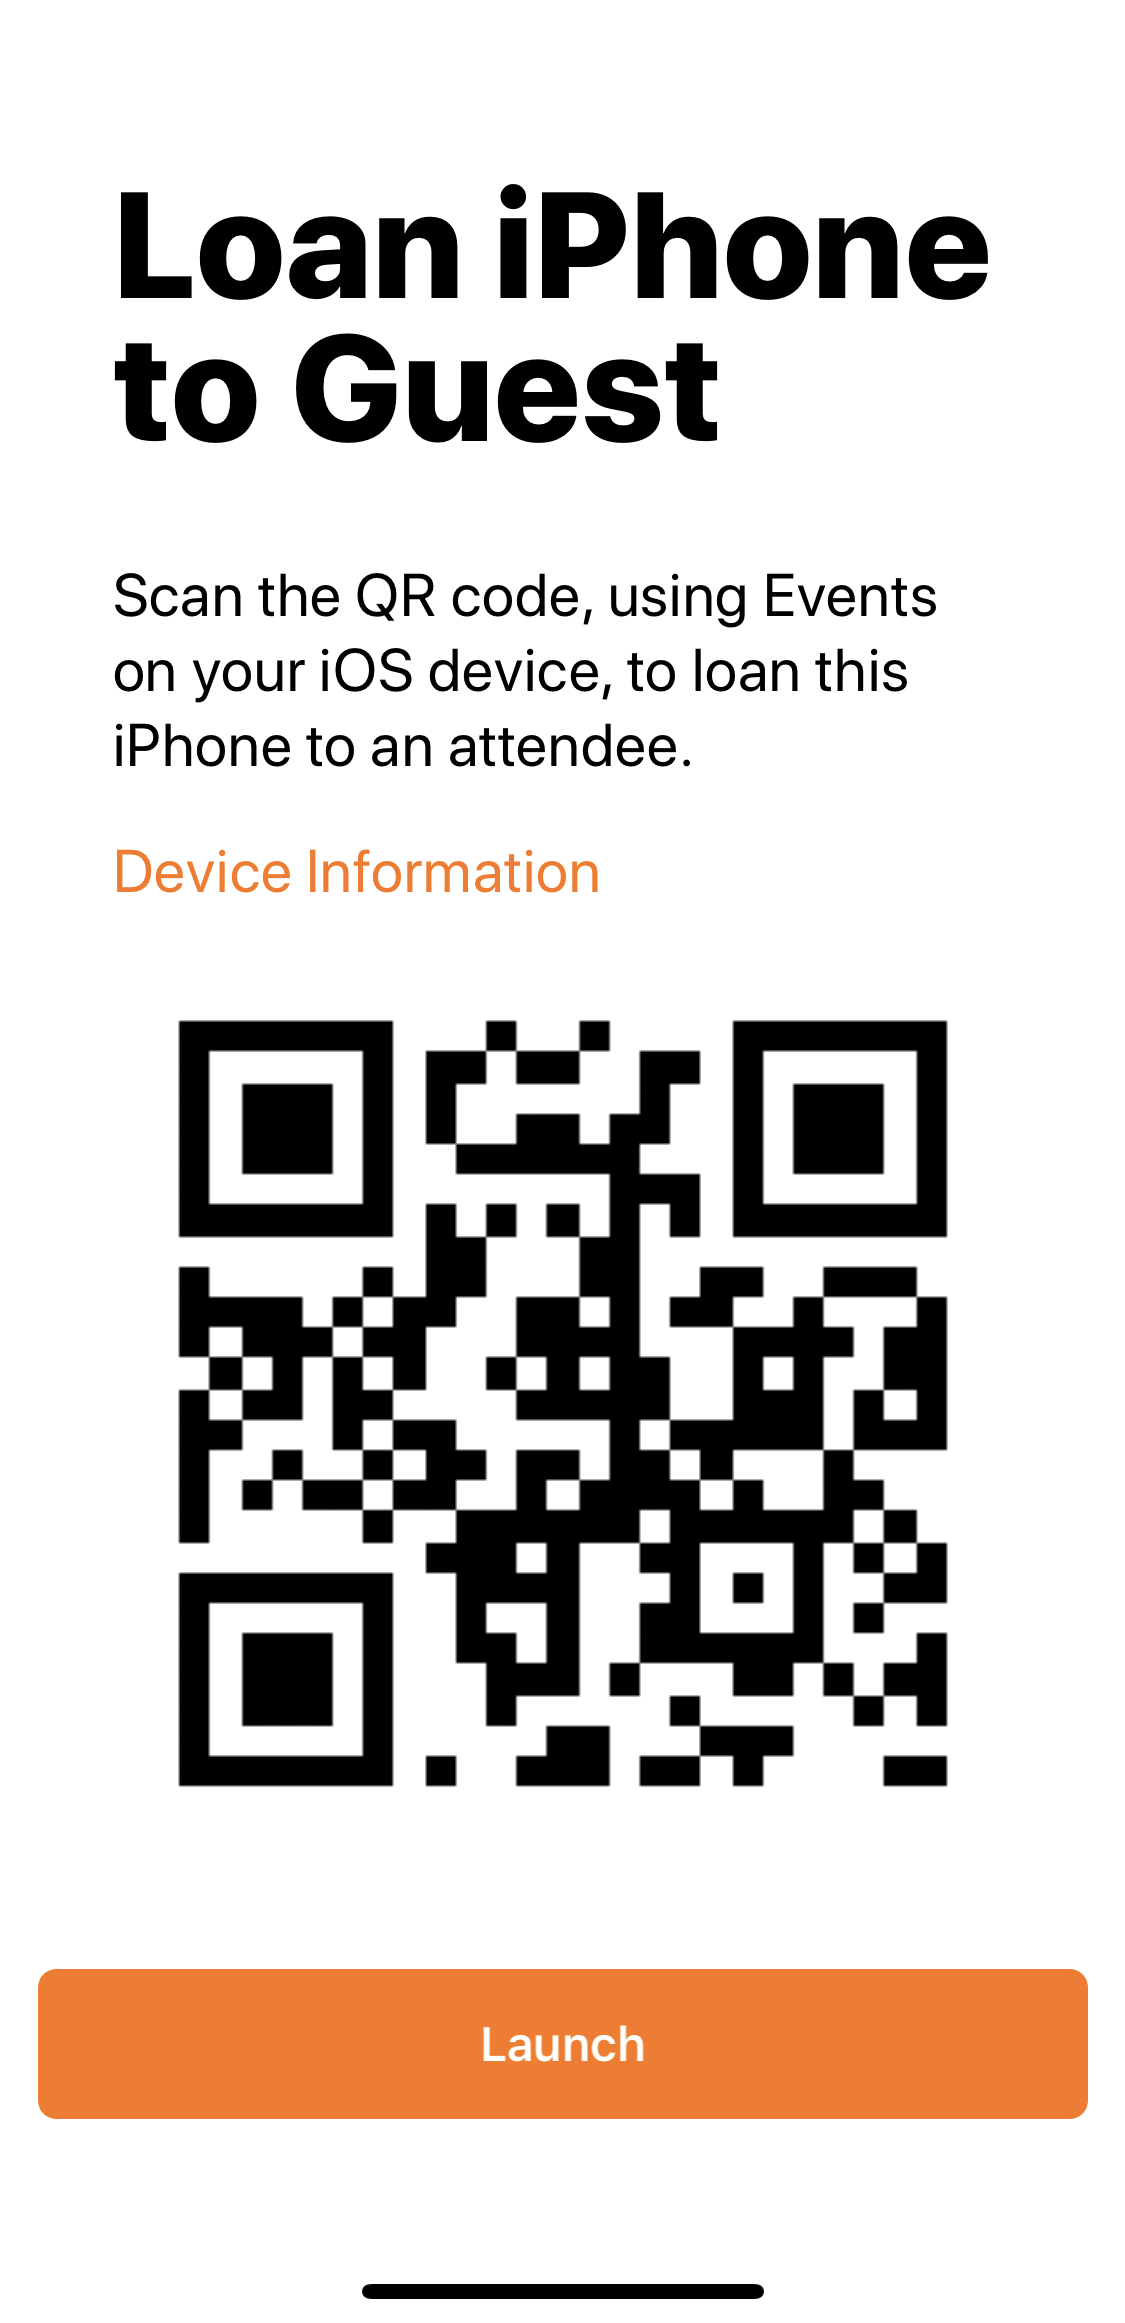 Loan iPhone
to Guest
Scan the QR code, using Events
on your iOS device, to loan this
iPhone to an attendee.
Device Information
Launch